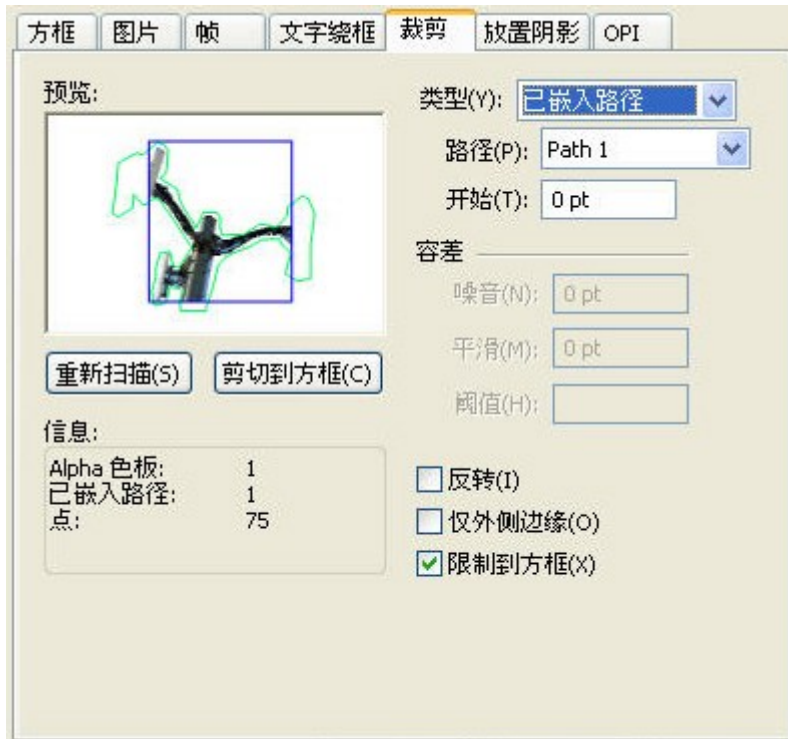 方框 图片 帧 文字绕框 裁剪 放置阴影 OPI
预览:
类型(Y): 已嵌入路径
路径(P): Path 1
开始(T): 0 pt
容差
噪音(N): 0 pt
平滑(M): 0 pt
阈值(H):
重新扫描(S) 剪切到方框(C)
信息:
Alpha 色板: 1
已嵌入路径: 1
点: 75
反转(I)
仅外侧边缘(O)
限制到方框(X)